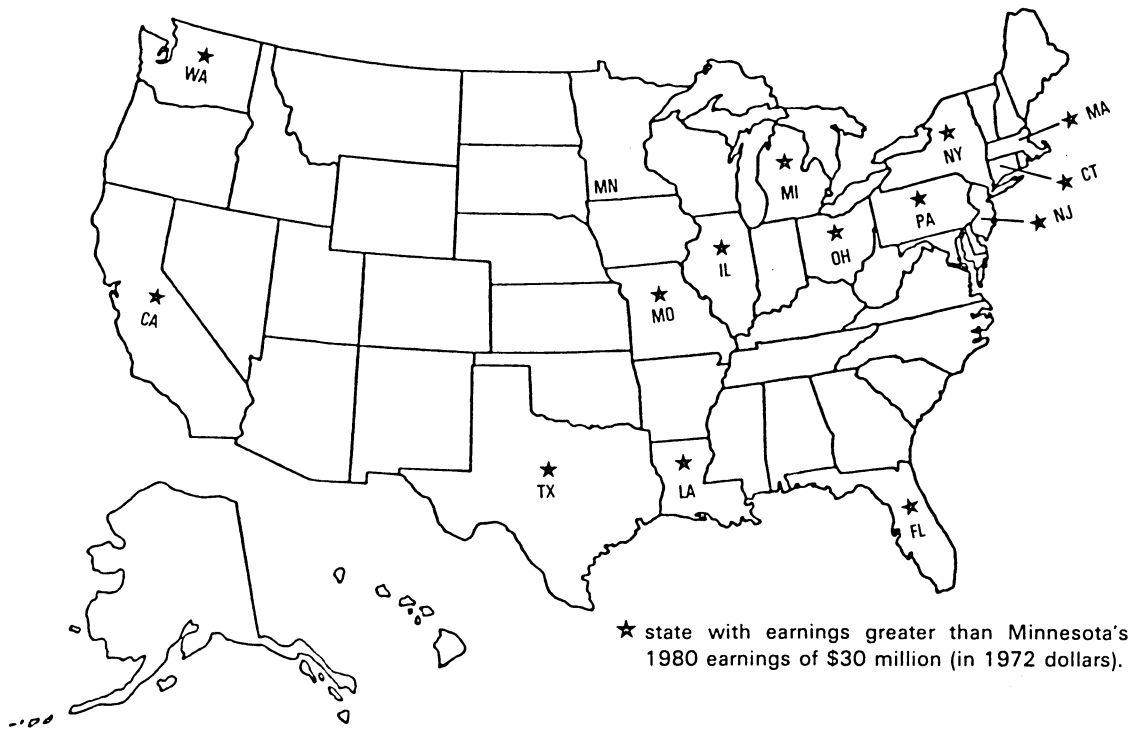 WA
MA
NY
CT
MI
MN
PA
NJ
OH
IL
MO
CA
TX
LA
FL
★ state with earnings greater than Minnesota's
1980 earnings of $30 million (in 1972 dollars).